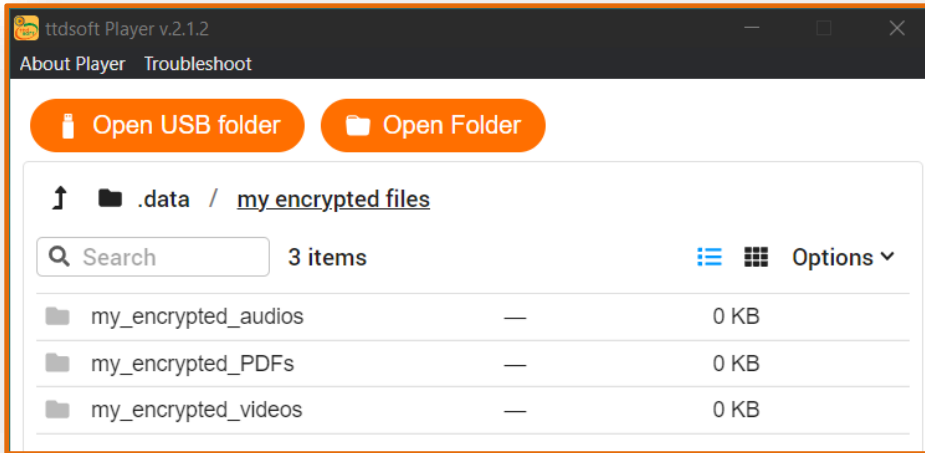 ttdsoft Player v.2.1.2
About Player Troubleshoot
Open USB folder Open Folder
.data / my encrypted files
Search 3 items Options
my_encrypted_audios — 0 KB
my_encrypted_PDFs — 0 KB
my_encrypted_videos — 0 KB